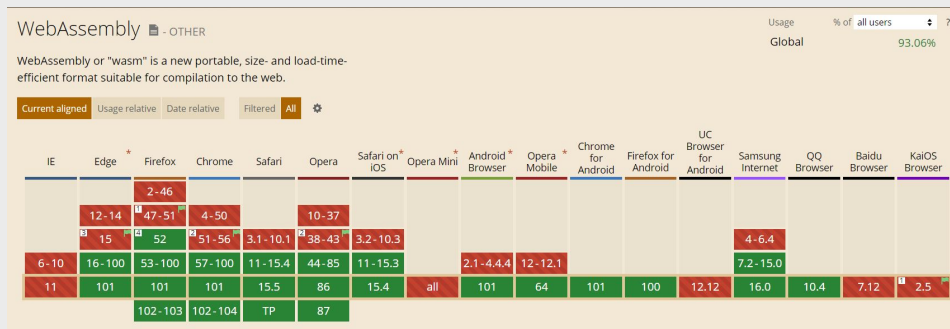 WebAssembly - OTHER
Usage % of all users ?
Global 93.06%
WebAssembly or "wasm" is a new portable, size- and load-time-
efficient format suitable for compilation to the web.
Current aligned Usage relative Date relative Filtered All
IE Edge * Firefox Chrome Safari Opera Safari on iOS * Opera Mini * Android Browser * Opera Mobile * Chrome for Android Firefox for Android UC Browser for Android Samsung Internet QQ Browser Baidu Browser KaiOS Browser
2-46
12-14 1 47-51 4-50 10-37
3 15 4 52 2 51-56 3.1-10.1 2 38-43 3.2-10.3 4-6.4
6-10 16-100 53-100 57-100 11-15.4 44-85 11-15.3 2.1-4.4.4 12-12.1 7.2-15.0
11 101 101 101 15.5 86 15.4 all 101 64 101 100 12.12 16.0 10.4 7.12 1 2.5
102-103 102-104 TP 87